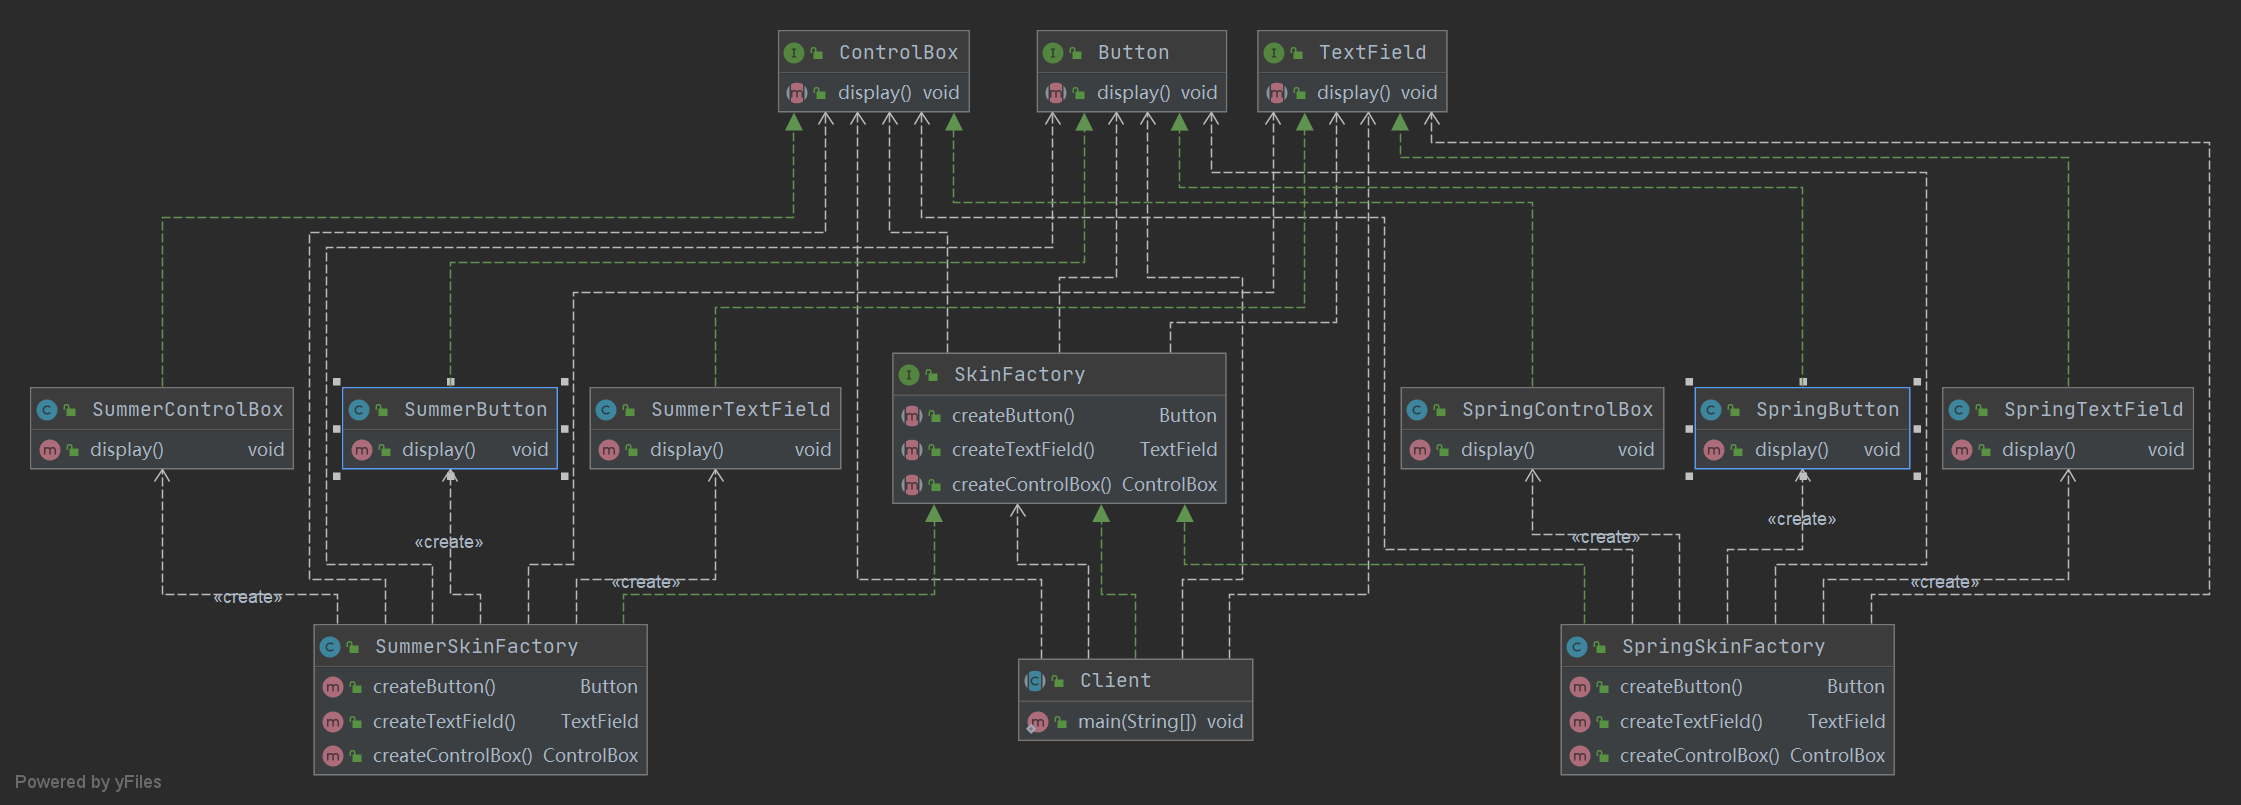 ControlBox
display() void
Button
display() void
TextField
display() void
SummerControlBox
display() void
SummerButton
display() void
SummerTextField
display() void
SkinFactory
createButton() Button
createTextField() TextField
createControlBox() ControlBox
SpringControlBox
display() void
SpringButton
display() void
SpringTextField
display() void
«create»
«create»
«create»
«create»
«create»
«create»
SummerSkinFactory
createButton() Button
createTextField() TextField
createControlBox() ControlBox
Client
main(String[]) void
SpringSkinFactory
createButton() Button
createTextField() TextField
createControlBox() ControlBox
Powered by yFiles